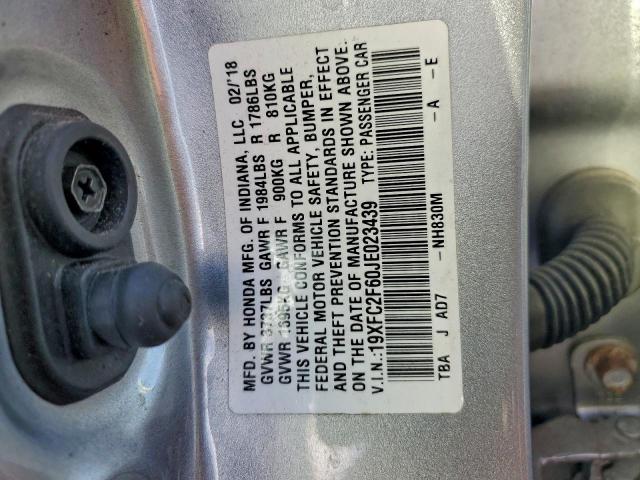 MFD. BY HONDA MFG. OF INDIANA, LLC 02/'18
GVWR 3737LBS GAWR F 1984LBS R 1786LBS
GVWR 1695KG GAWR F 900KG R 810KG
THIS VEHICLE CONFORMS TO ALL APPLICABLE
FEDERAL MOTOR VEHICLE SAFETY, BUMPER,
AND THEFT PREVENTION STANDARDS IN EFFECT
ON THE DATE OF MANUFACTURE SHOWN ABOVE.
V.I.N.:19XFC2F60JE023439 TYPE: PASSENGER CAR
TBA J AD7 -NH830M -A -E